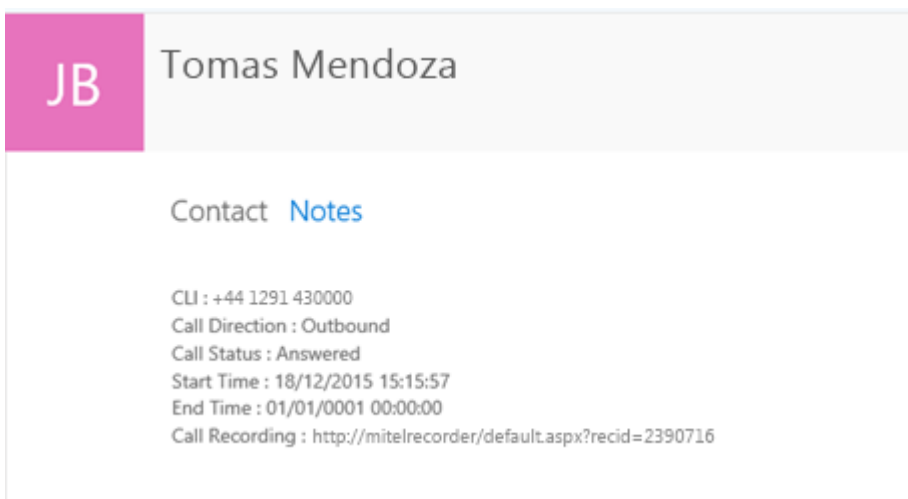 JB
Tomas Mendoza
Contact Notes
CLI : +44 1291 430000
Call Direction : Outbound
Call Status : Answered
Start Time : 18/12/2015 15:15:57
End Time : 01/01/0001 00:00:00
Call Recording : http://mitelrecorder/default.aspx?recid=2390716